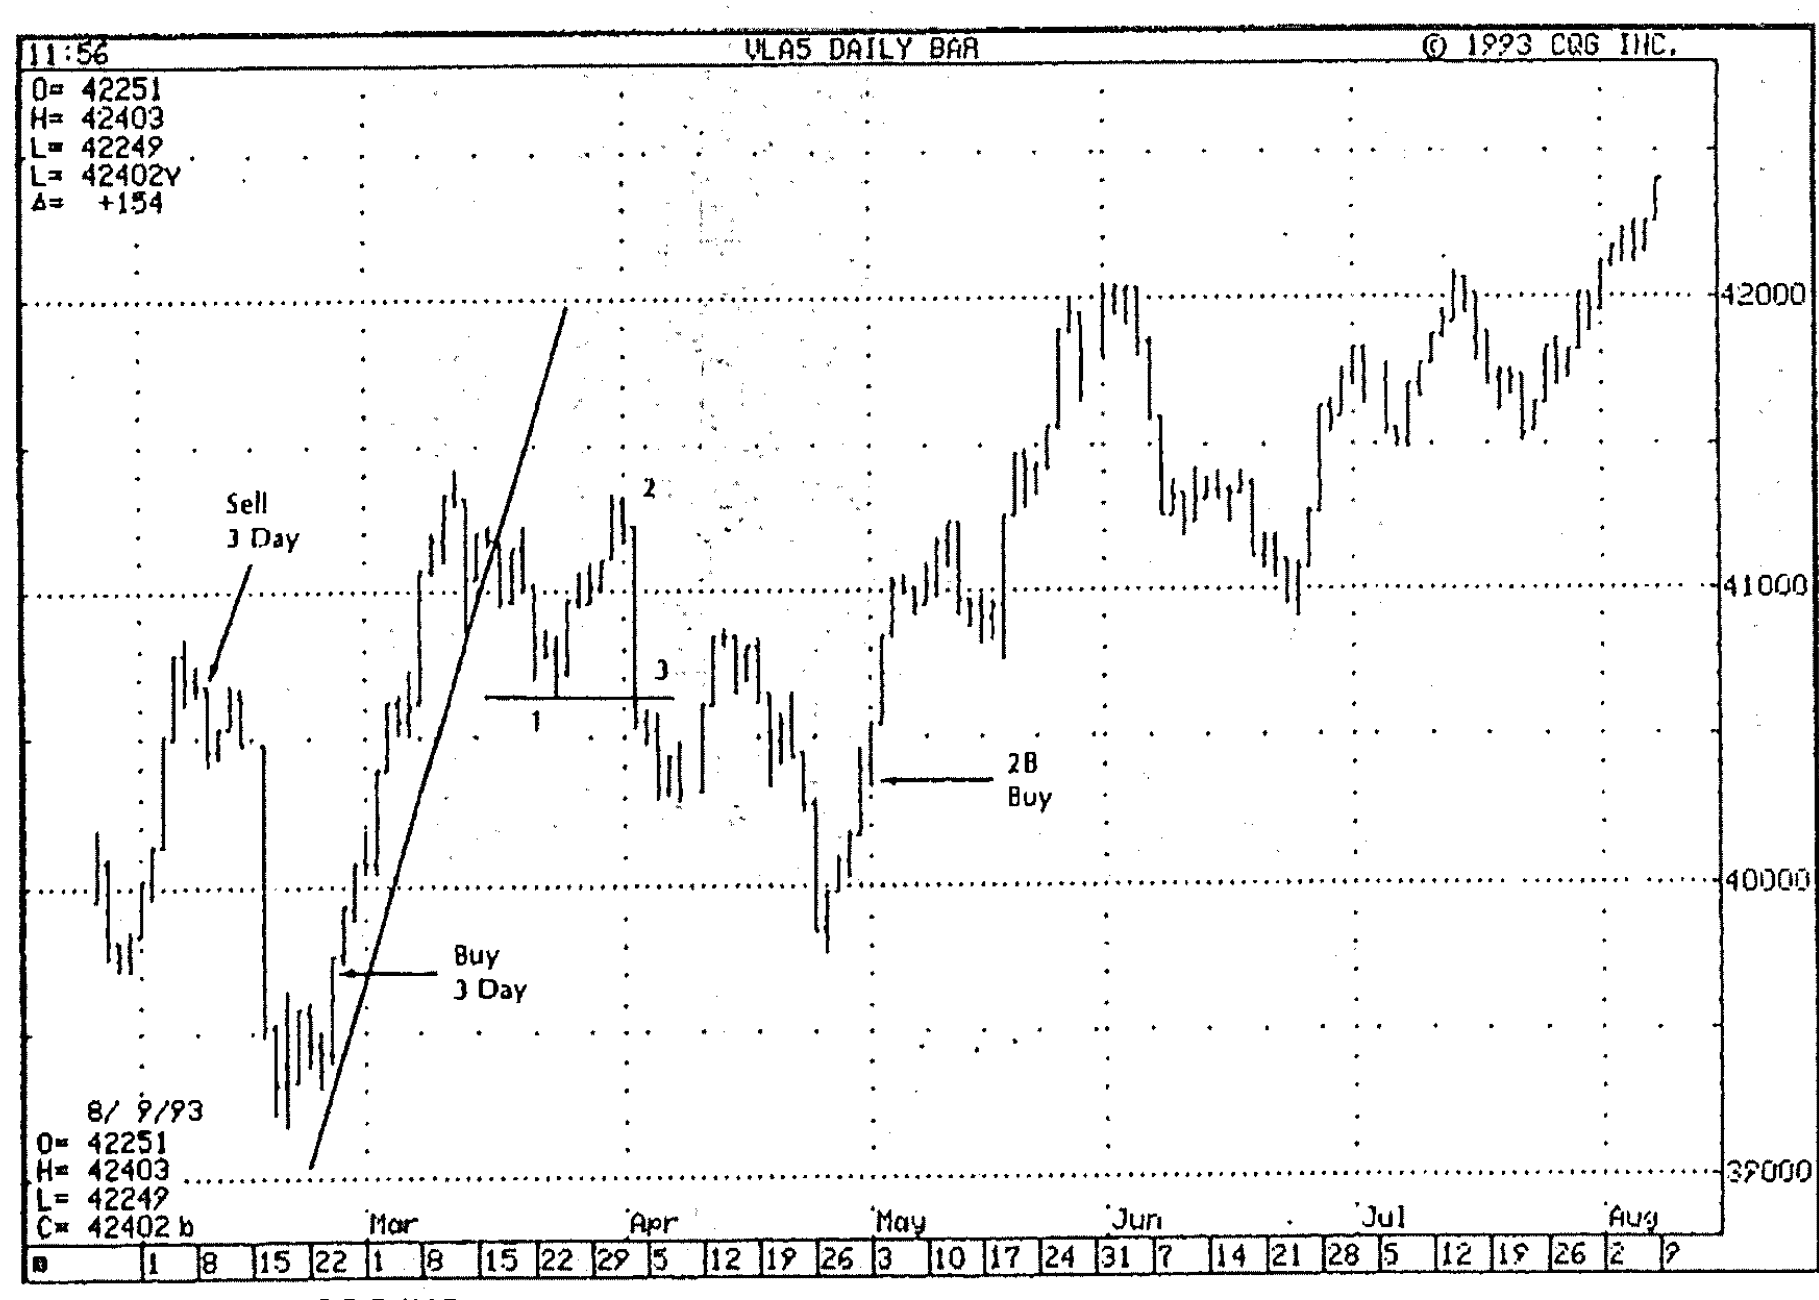 11:56 VLA5 DAILY BAR © 1993 CQG INC.
O= 42251
H= 42403
L= 42249
L= 42402Y
Δ= +154
42000
Sell
3 Day
2
41000
3
1
2B
Buy
40000
Buy
3 Day
8/ 9/93
O= 42251
H= 42403
L= 42249
C= 42402 b
39000
Mar Apr May Jun Jul Aug
1 8 15 22 1 8 15 22 29 5 12 19 26 3 10 17 24 31 7 14 21 28 5 12 19 26 2 9